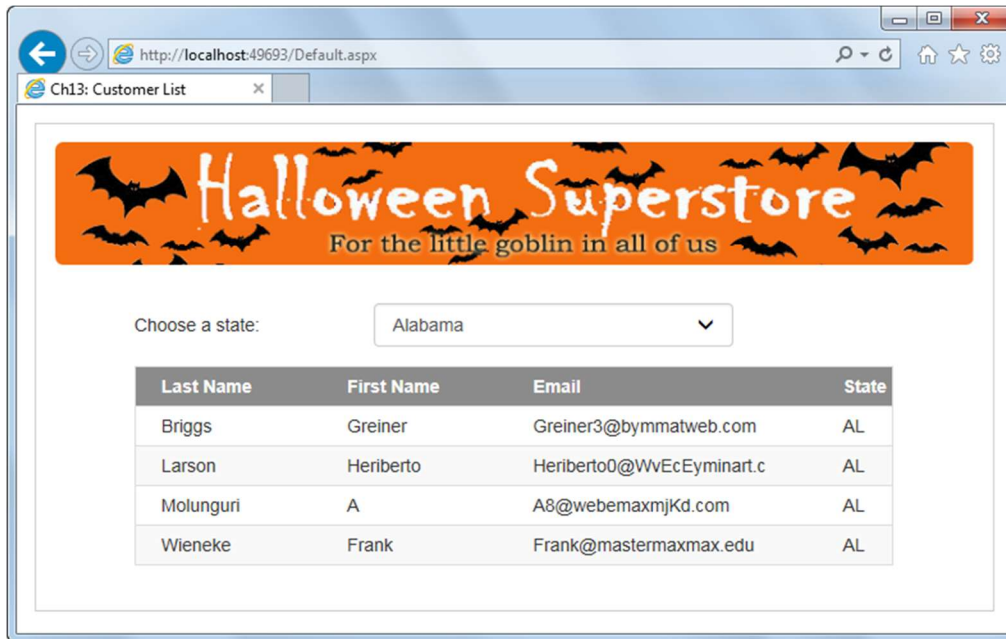 http://localhost:49693/Default.aspx
Ch13: Customer List
Halloween Superstore
For the little goblin in all of us
Choose a state: Alabama
Last Name First Name Email State
Briggs Greiner Greiner3@bymmatweb.com AL
Larson Heriberto Heriberto0@WvEcEyminart.c AL
Molunguri A A8@webemaxmjKd.com AL
Wieneke Frank Frank@mastermaxmax.edu AL